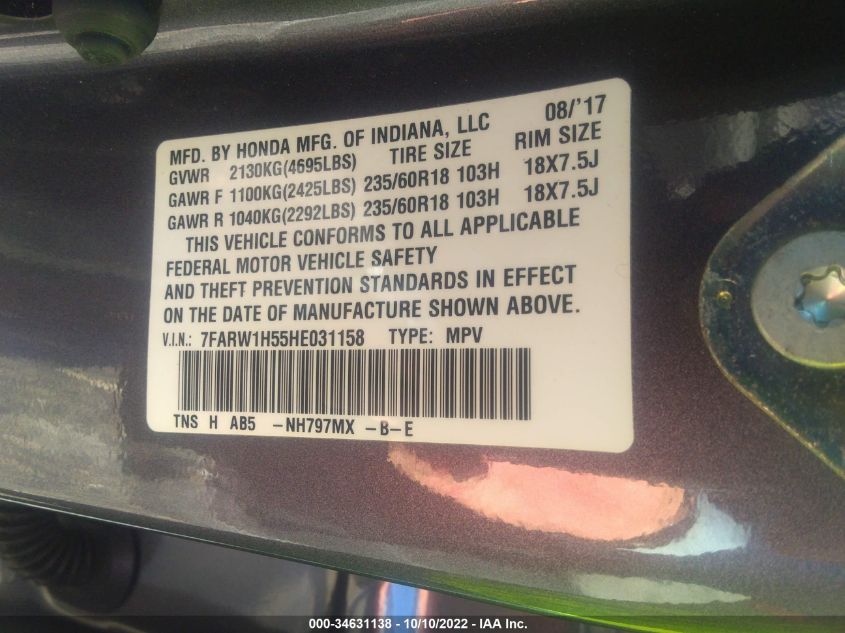 MFD. BY HONDA MFG. OF INDIANA, LLC 08/'17
GVWR 2130KG(4695LBS) TIRE SIZE RIM SIZE
GAWR F 1100KG(2425LBS) 235/60R18 103H 18X7.5J
GAWR R 1040KG(2292LBS) 235/60R18 103H 18X7.5J
THIS VEHICLE CONFORMS TO ALL APPLICABLE
FEDERAL MOTOR VEHICLE SAFETY
AND THEFT PREVENTION STANDARDS IN EFFECT
ON THE DATE OF MANUFACTURE SHOWN ABOVE.
V.I.N.: 7FARW1H55HE031158 TYPE: MPV
TNS H AB5 -NH797MX -B-E
000-34631138 - 10/10/2022 - IAA Inc.